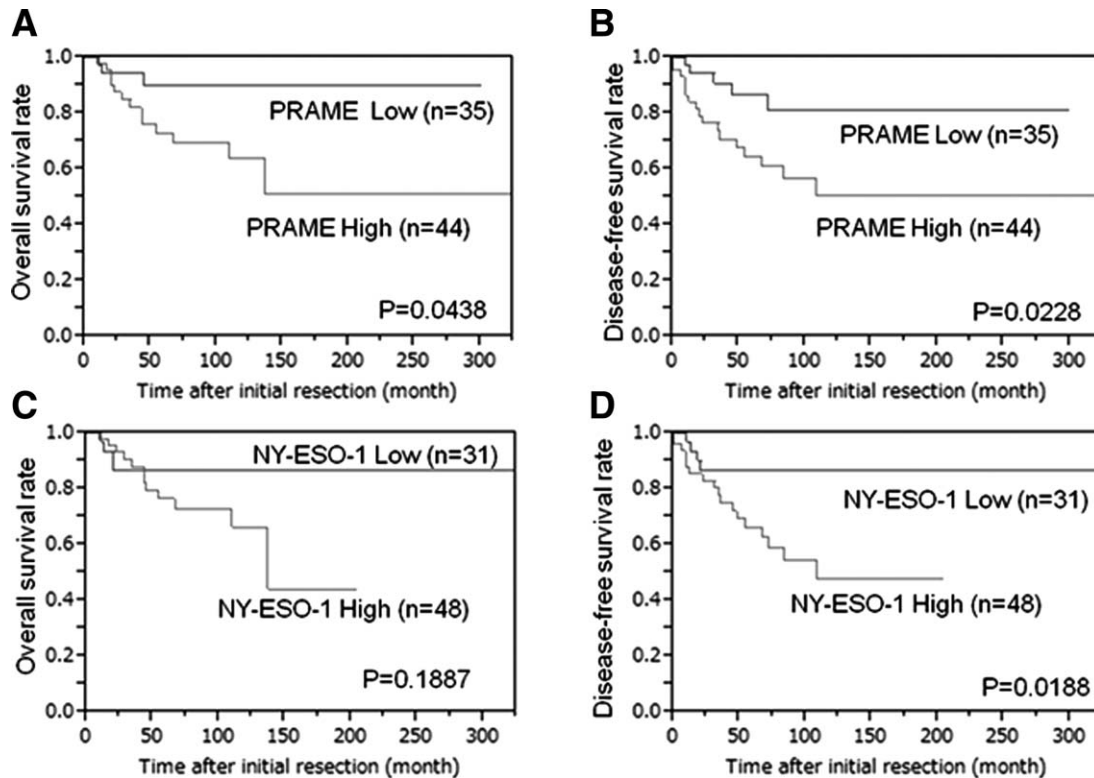 A
Overall survival rate
1.0
0.8
0.6
0.4
0.2
0.0
PRAME Low (n=35)
PRAME High (n=44)
P=0.0438
0 50 100 150 200 250 300
Time after initial resection (month)
B
Disease-free survival rate
1.0
0.8
0.6
0.4
0.2
0.0
PRAME Low (n=35)
PRAME High (n=44)
P=0.0228
0 50 100 150 200 250 300
Time after initial resection (month)
C
Overall survival rate
1.0
0.8
0.6
0.4
0.2
0.0
NY-ESO-1 Low (n=31)
NY-ESO-1 High (n=48)
P=0.1887
0 50 100 150 200 250 300
Time after initial resection (month)
D
Disease-free survival rate
1.0
0.8
0.6
0.4
0.2
0.0
NY-ESO-1 Low (n=31)
NY-ESO-1 High (n=48)
P=0.0188
0 50 100 150 200 250 300
Time after initial resection (month)